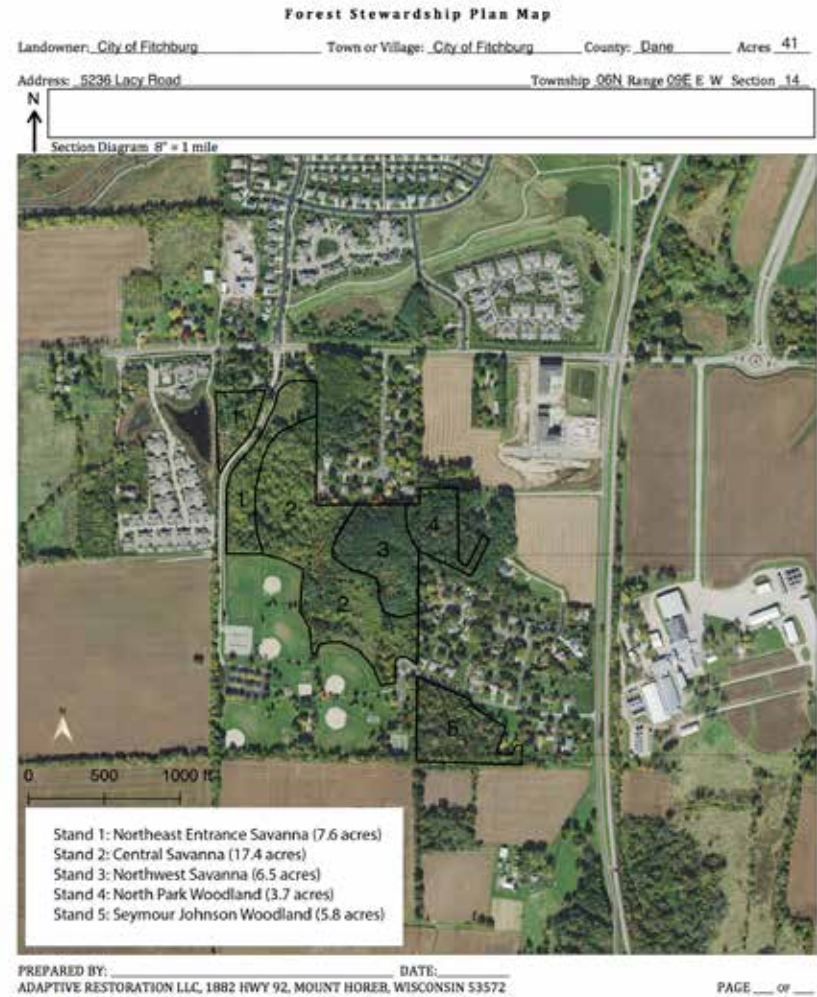 Forest Stewardship Plan Map
Landowner: City of Fitchburg Town or Village: City of Fitchburg County: Dane Acres 41
Address: 5236 Lacy Road Township 06N Range 09E E W Section 14
N
Section Diagram 8" = 1 mile
1
1
2
3
4
2
5
N
0 500 1000 ft
Stand 1: Northeast Entrance Savanna (7.6 acres)
Stand 2: Central Savanna (17.4 acres)
Stand 3: Northwest Savanna (6.5 acres)
Stand 4: North Park Woodland (3.7 acres)
Stand 5: Seymour Johnson Woodland (5.8 acres)
PREPARED BY: DATE:
ADAPTIVE RESTORATION LLC, 1882 HWY 92, MOUNT HOREB, WISCONSIN 53572 PAGE ___ OF ___